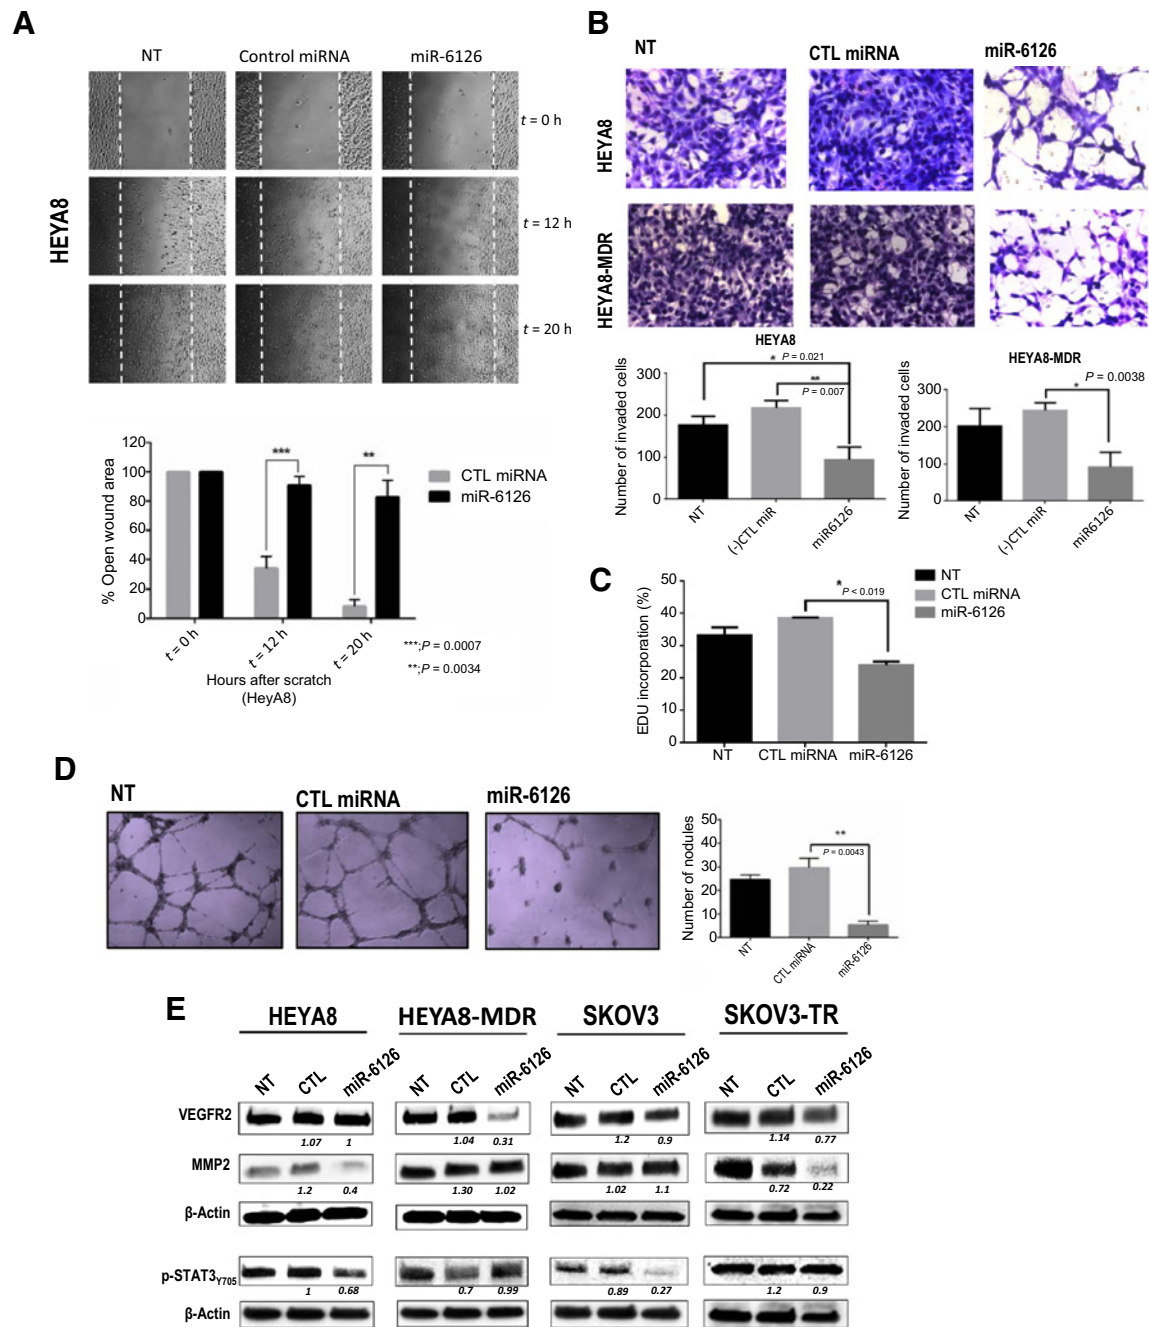 A
NT
Control miRNA
miR-6126
HEYA8
t = 0 h
t = 12 h
t = 20 h
% Open wound area
120
100
80
60
40
20
0
***
**
CTL miRNA
miR-6126
t = 0 h
t = 12 h
t = 20 h
***;P = 0.0007
**;P = 0.0034
Hours after scratch
(HeyA8)
B
NT
CTL miRNA
miR-6126
HEYA8
HEYA8-MDR
HEYA8
* P = 0.021
**
P = 0.007
Number of invaded cells
300
200
100
0
NT
(-)CTL miR
miR6126
HEYA8-MDR
P = 0.0038
*
Number of invaded cells
300
200
100
0
NT
(-)CTL miR
miR6126
C
EDU incorporation (%)
50
40
30
20
10
0
*
P < 0.019
NT
CTL miRNA
miR-6126
NT
CTL miRNA
miR-6126
D
NT
CTL miRNA
miR-6126
Number of nodules
50
40
30
20
10
0
**
P = 0.0043
NT
CTL miRNA
miR-6126
E
HEYA8
HEYA8-MDR
SKOV3
SKOV3-TR
NT CTL miR-6126
NT CTL miR-6126
NT CTL miR-6126
NT CTL miR-6126
VEGFR2
1.07 1 1.04 0.31 1.2 0.9 1.14 0.77
MMP2
1.2 0.4 1.30 1.02 1.02 1.1 0.72 0.22
β-Actin
p-STAT3Y705
1 0.68 0.7 0.99 0.89 0.27 1.2 0.9
β-Actin